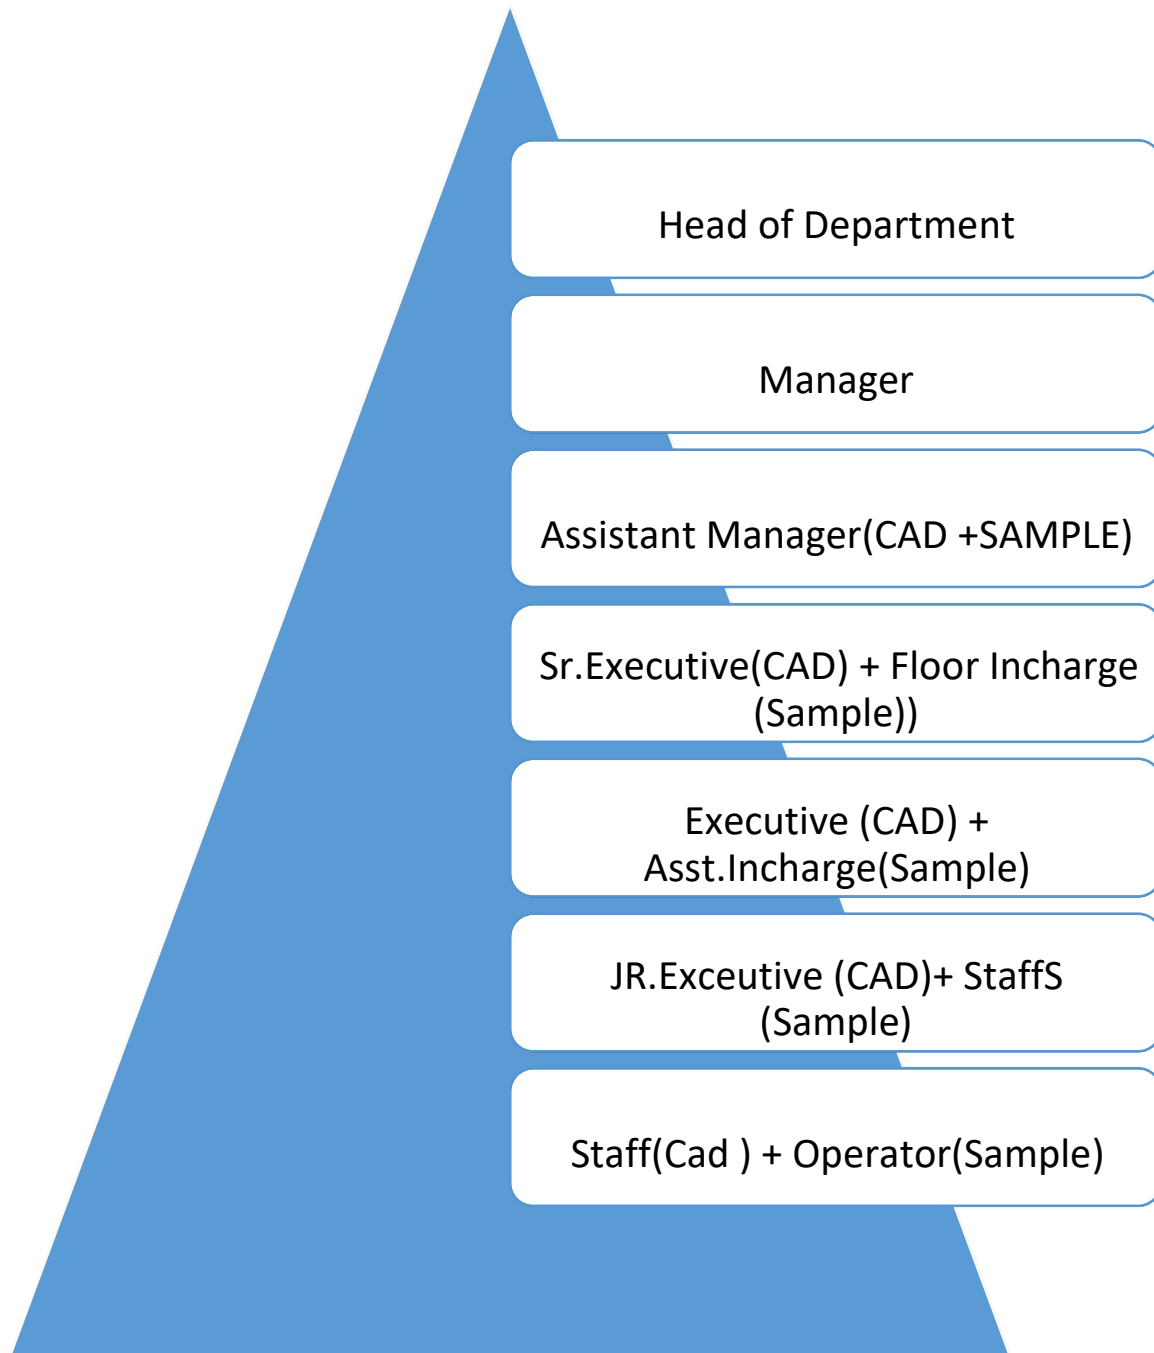 Head of Department
Manager
Assistant Manager(CAD +SAMPLE)
Sr.Executive(CAD) + Floor Incharge
(Sample))
Executive (CAD) +
Asst.Incharge(Sample)
JR.Exceutive (CAD)+ StaffS
(Sample)
Staff(Cad ) + Operator(Sample)